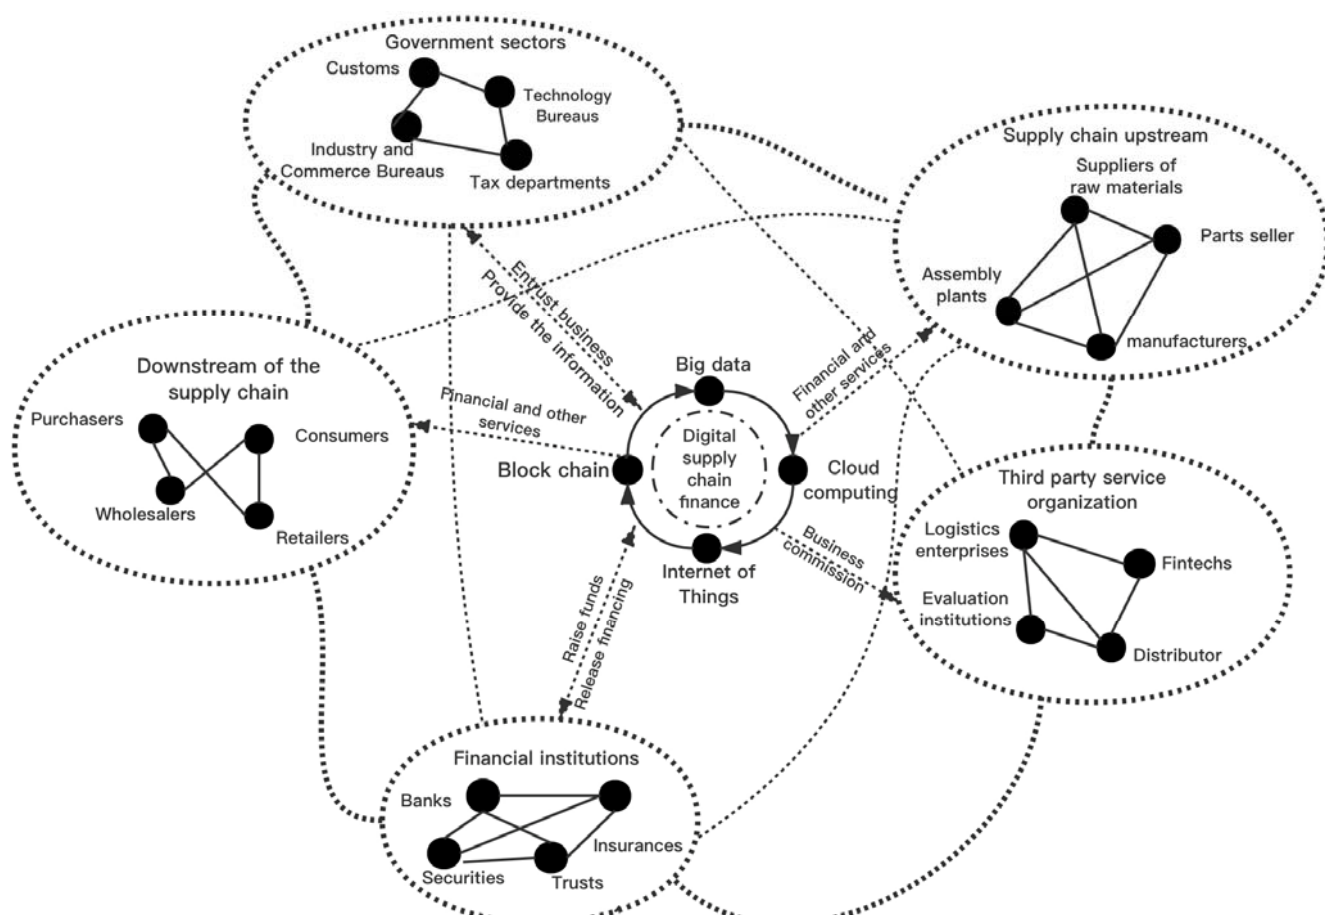 Government sectors
Customs
Technology
Bureaus
Industry and
Commerce Bureaus
Tax departments
Supply chain upstream
Suppliers of
raw materials
Parts seller
Assembly
plants
manufacturers
Entrust business
Provide the information
Financial and
other services
Downstream of the
supply chain
Purchasers
Consumers
Wholesalers
Retailers
Financial and other
services
Big data
Block chain
Digital
supply
chain
finance
Cloud
computing
Internet of
Things
Business
commission
Third party service
organization
Logistics
enterprises
Fintechs
Evaluation
institutions
Distributor
Raise funds
Release financing
Financial institutions
Banks
Insurances
Securities
Trusts